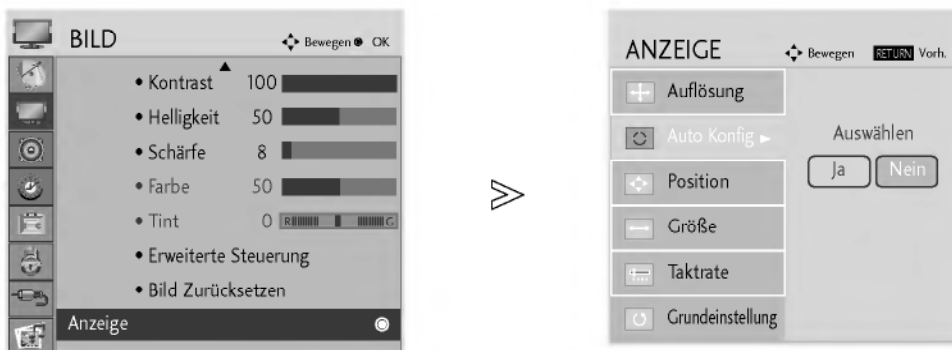 BILD
Bewegen OK
• Kontrast 100
• Helligkeit 50
• Schärfe 8
• Farbe 50
• Tint 0 R G
• Erweiterte Steuerung
• Bild Zurücksetzen
Anzeige
ANZEIGE
Bewegen RETURN Vorh.
Auflösung
Auto Konfig ►
Position
Größe
Taktrate
Grundeinstellung
Auswählen
Ja Nein